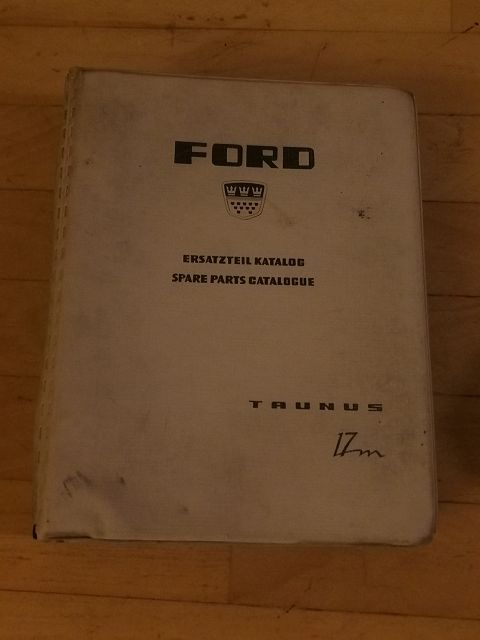 FORD
ERSATZTEIL KATALOG
SPARE PARTS CATALOGUE
TAUNUS
17m